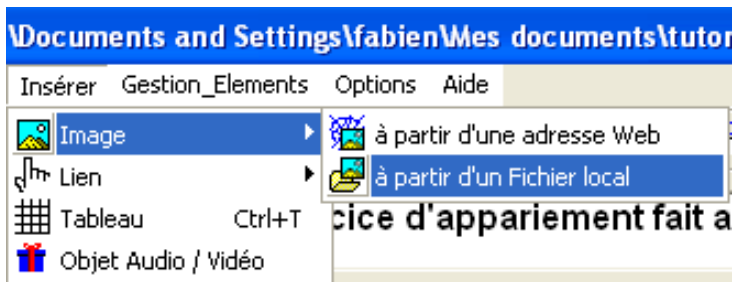 \Documents and Settings\fabien\Mes documents\tutor
Insérer Gestion_Elements Options Aide
Image à partir d'une adresse Web
Lien à partir d'un Fichier local
Tableau Ctrl+T cice d'appariement fait a
Objet Audio / Vidéo